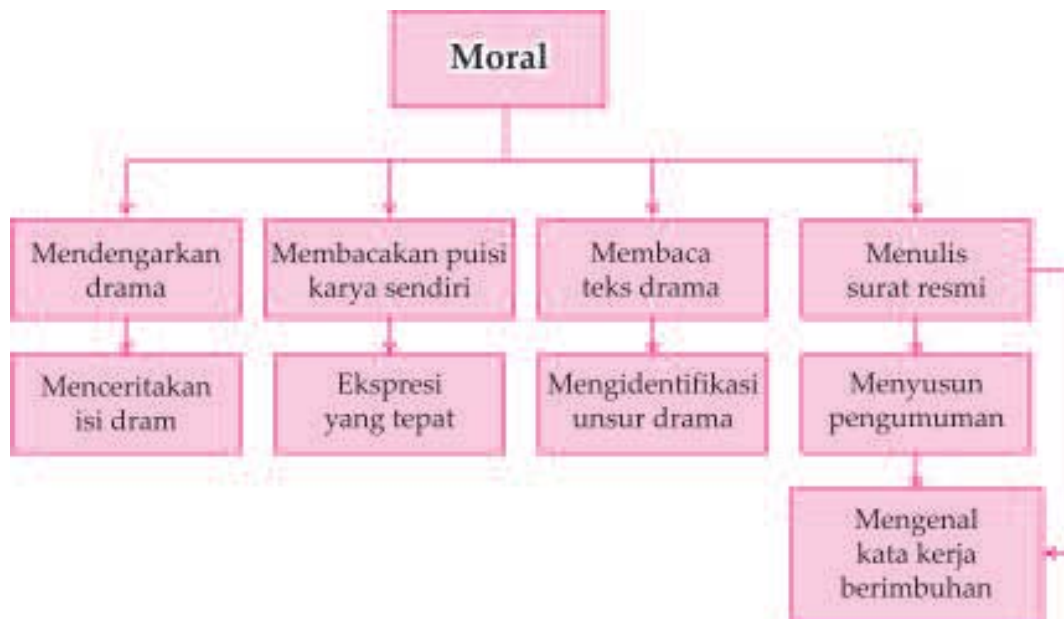 Moral
Mendengarkan
drama
Membacakan puisi
karya sendiri
Membaca
teks drama
Menulis
surat resmi
Menceritakan
isi dram
Ekspresi
yang tepat
Mengidentifikasi
unsur drama
Menyusun
pengumuman
Mengenal
kata kerja
berimbuhan